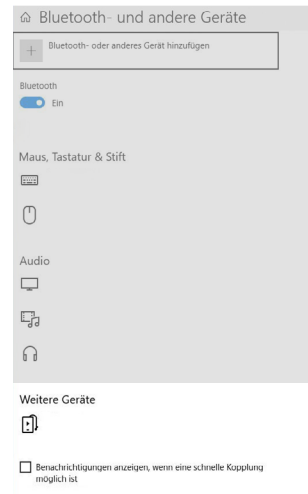 Bluetooth- und andere Geräte
Bluetooth- oder anderes Gerät hinzufügen
Bluetooth
Ein
Maus, Tastatur & Stift
Audio
Weitere Geräte
Benachrichtigungen anzeigen, wenn eine schnelle Kopplung
möglich ist